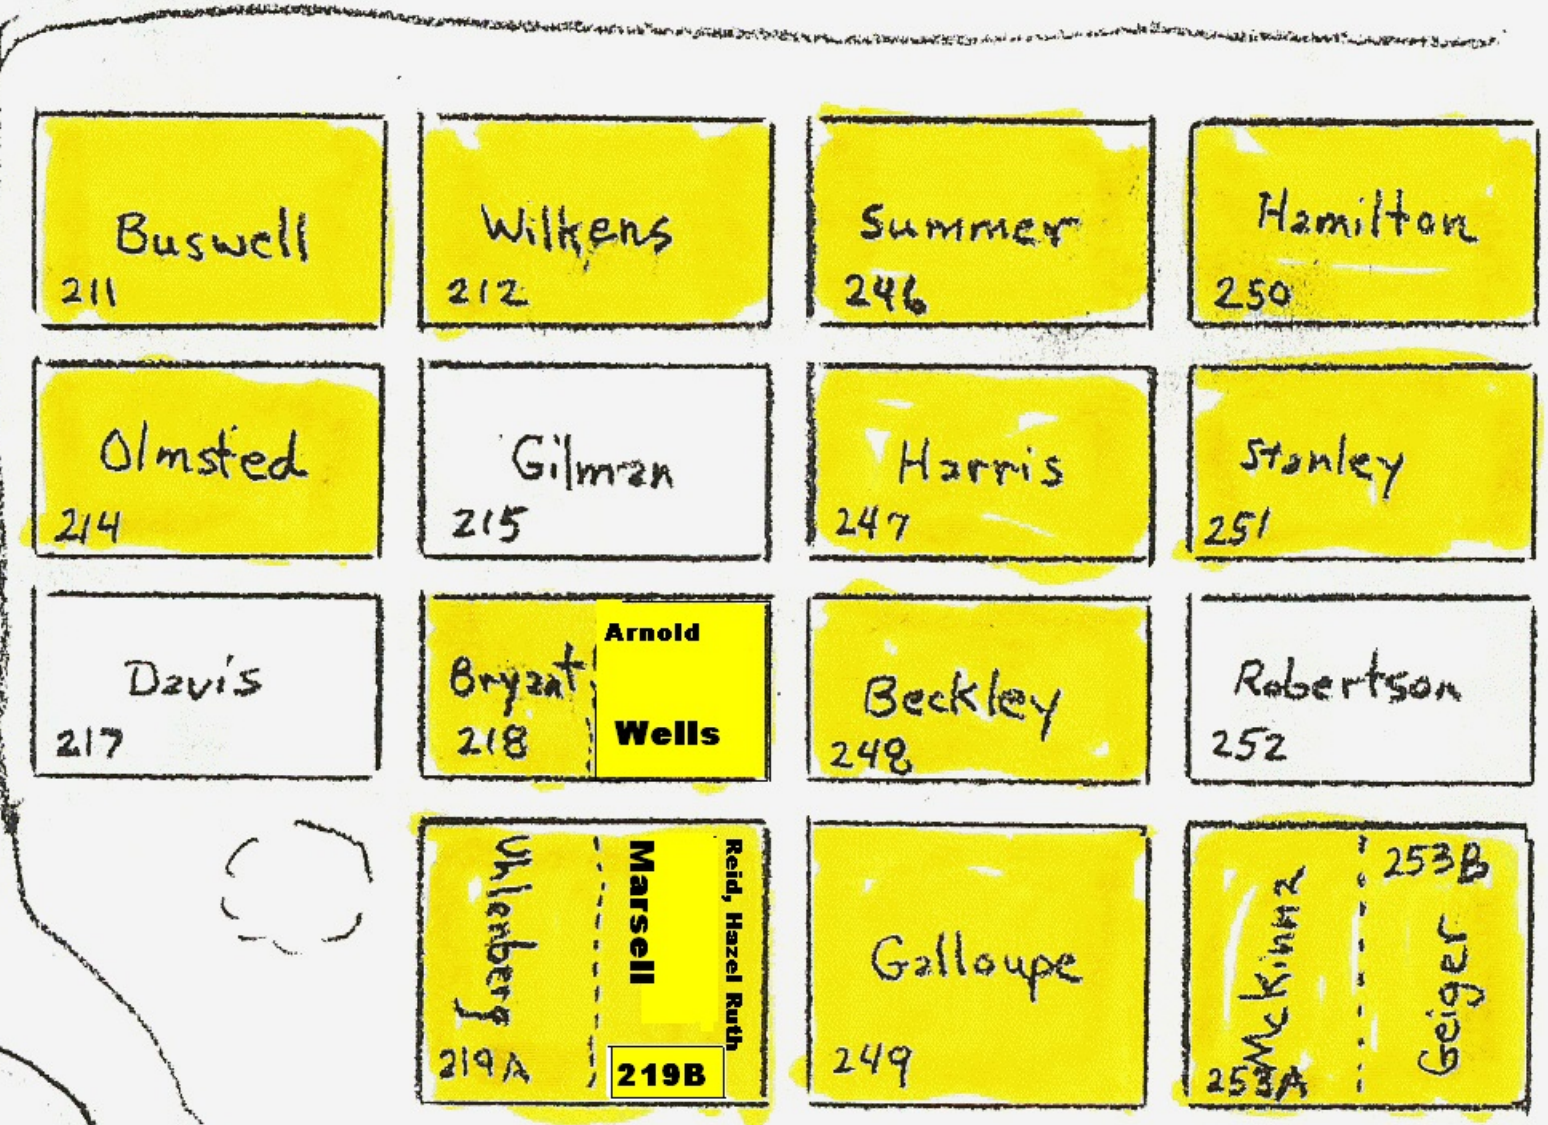 Buswell
211
Wilkens
212
Summer
246
Hamilton
250
Olmsted
214
Gilman
215
Harris
247
Stanley
251
Davis
217
Bryant
218
Arnold
Wells
Beckley
248
Robertson
252
Uhlenberg
219A
Marsell
Reid, Hazel Ruth
219B
Galloupe
249
McKinna
253A
253B
Geiger